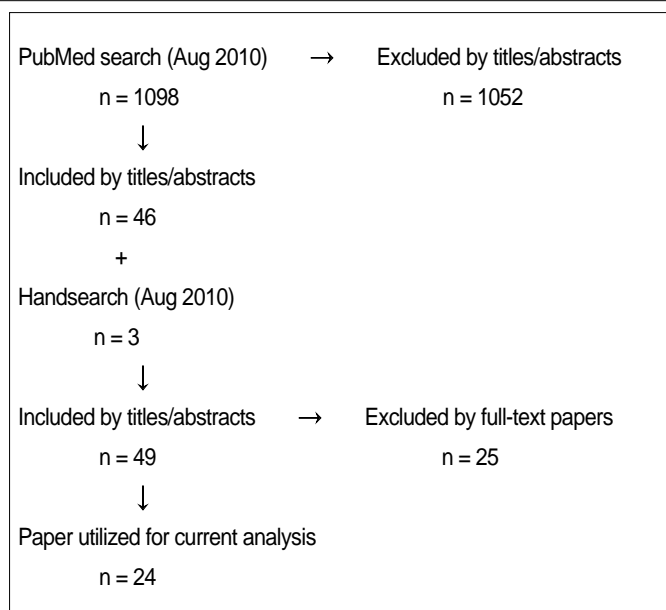 PubMed search (Aug 2010) → Excluded by titles/abstracts
n = 1098 n = 1052
↓
Included by titles/abstracts
n = 46
+
Handsearch (Aug 2010)
n = 3
↓
Included by titles/abstracts → Excluded by full-text papers
n = 49 n = 25
↓
Paper utilized for current analysis
n = 24